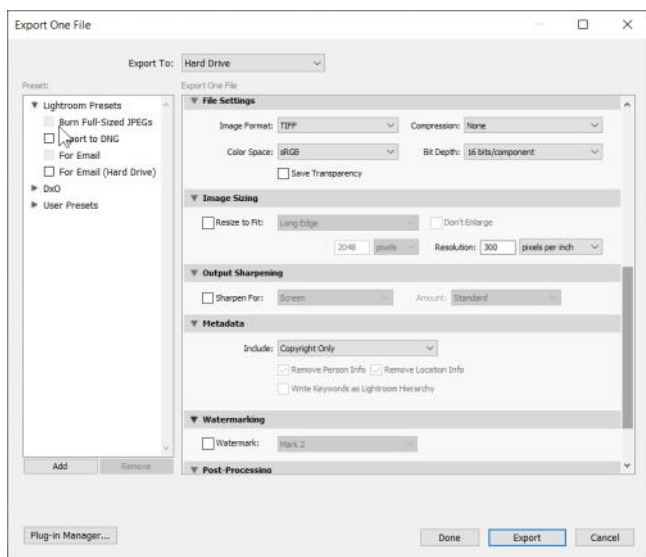 Export One File
Export To: Hard Drive
Preset:
Export One File
Lightroom Presets
Burn Full-Sized JPEGs
port to DNG
For Email
For Email (Hard Drive)
DxO
User Presets
Add Remove
File Settings
Image Format: TIFF Compression: None
Color Space: sRGB Bit Depth: 16 bits/component
Save Transparency
Image Sizing
Resize to Fit: Long Edge Don't Enlarge
2048 pixels Resolution: 300 pixels per inch
Output Sharpening
Sharpen For: Screen Amount: Standard
Metadata
Include: Copyright Only
Remove Person Info Remove Location Info
Write Keywords as Lightroom Hierarchy
Watermarking
Watermark: Mark 2
Post-Processing
Plug-in Manager... Done Export Cancel